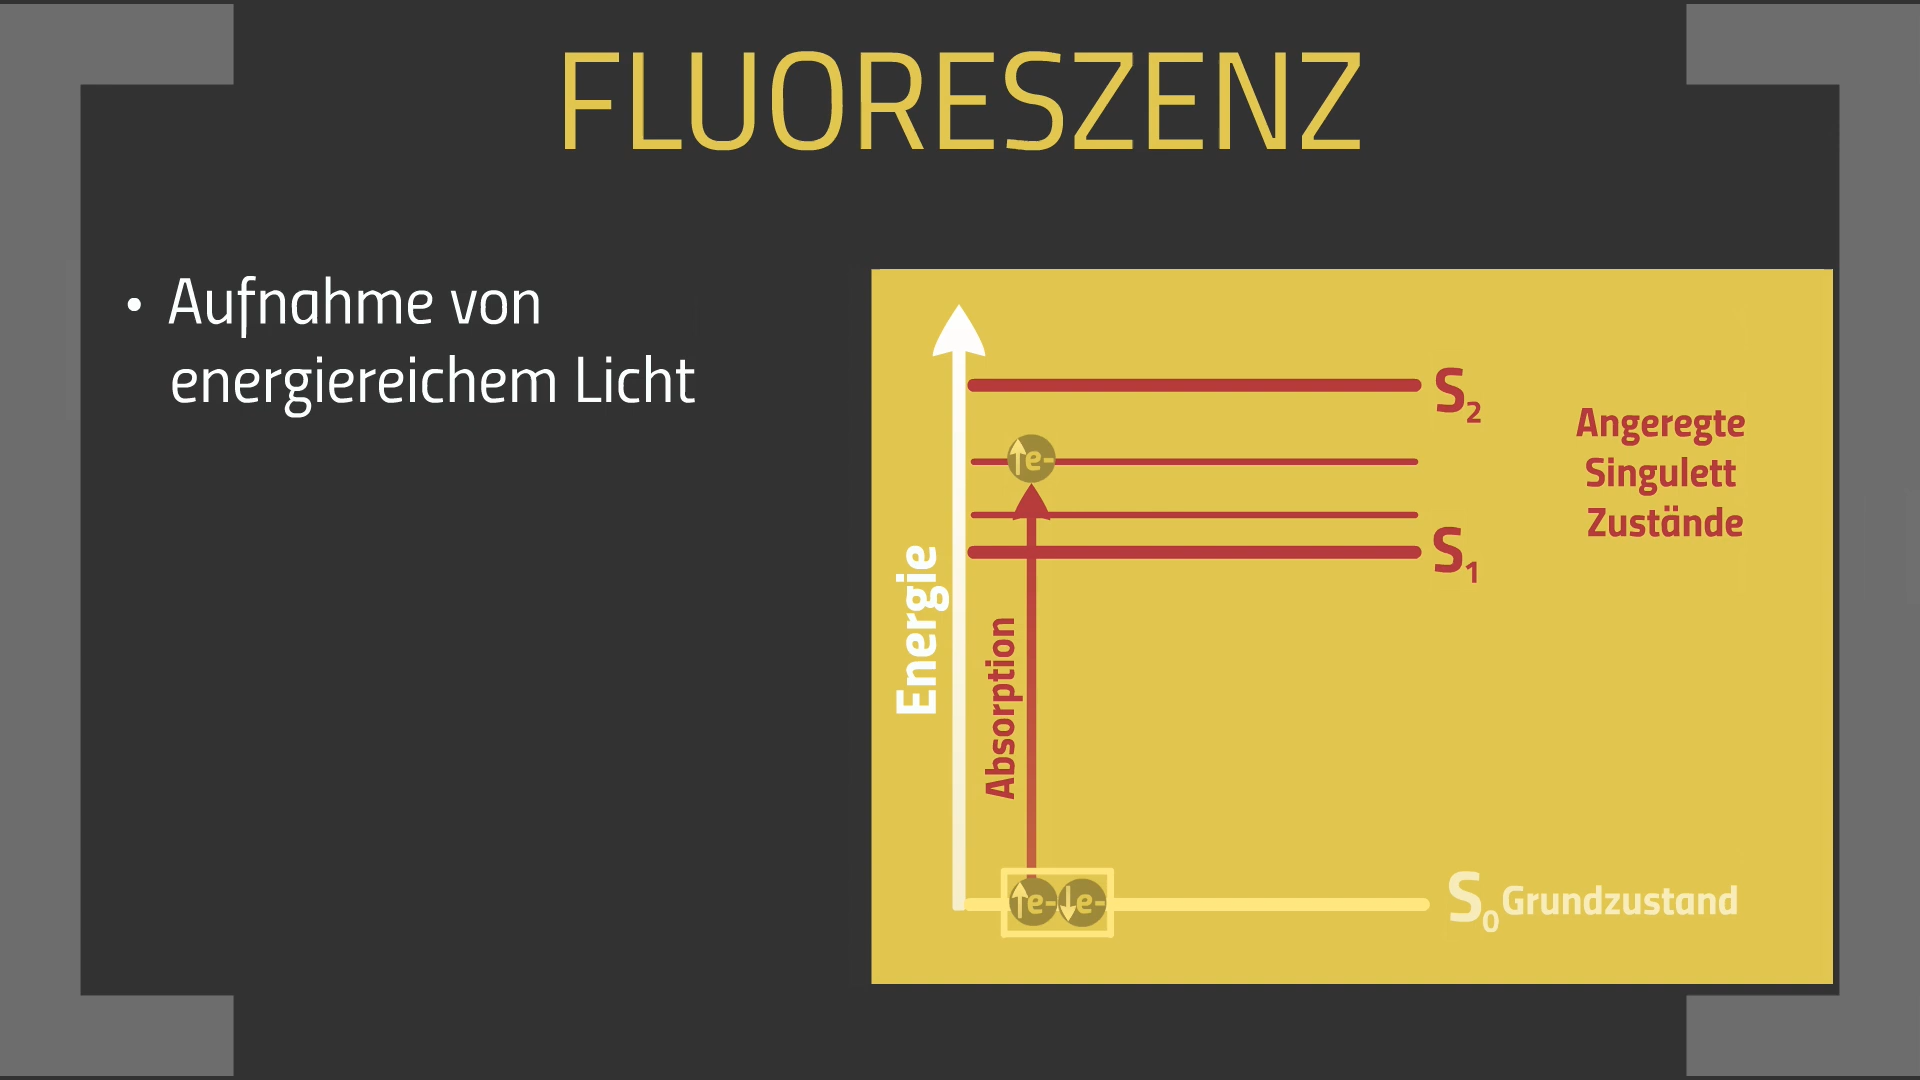 FLUORESZENZ
• Aufnahme von
energiereichem Licht
S2
Angeregte
Singulett
Zustände
↑e-
S1
Energie
Absorption
↑e- ↓e-
S0 Grundzustand